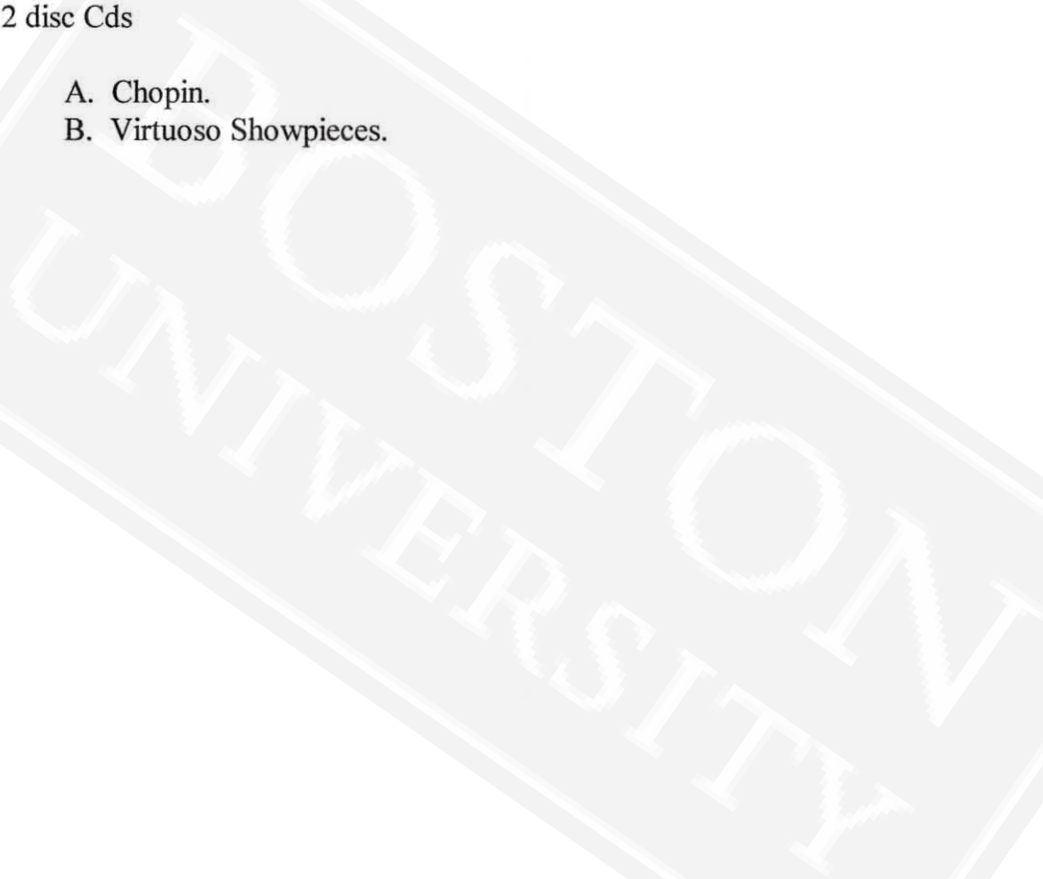 2 disc Cds
A. Chopin.
B. Virtuoso Showpieces.
BOSTON
UNIVERSITY